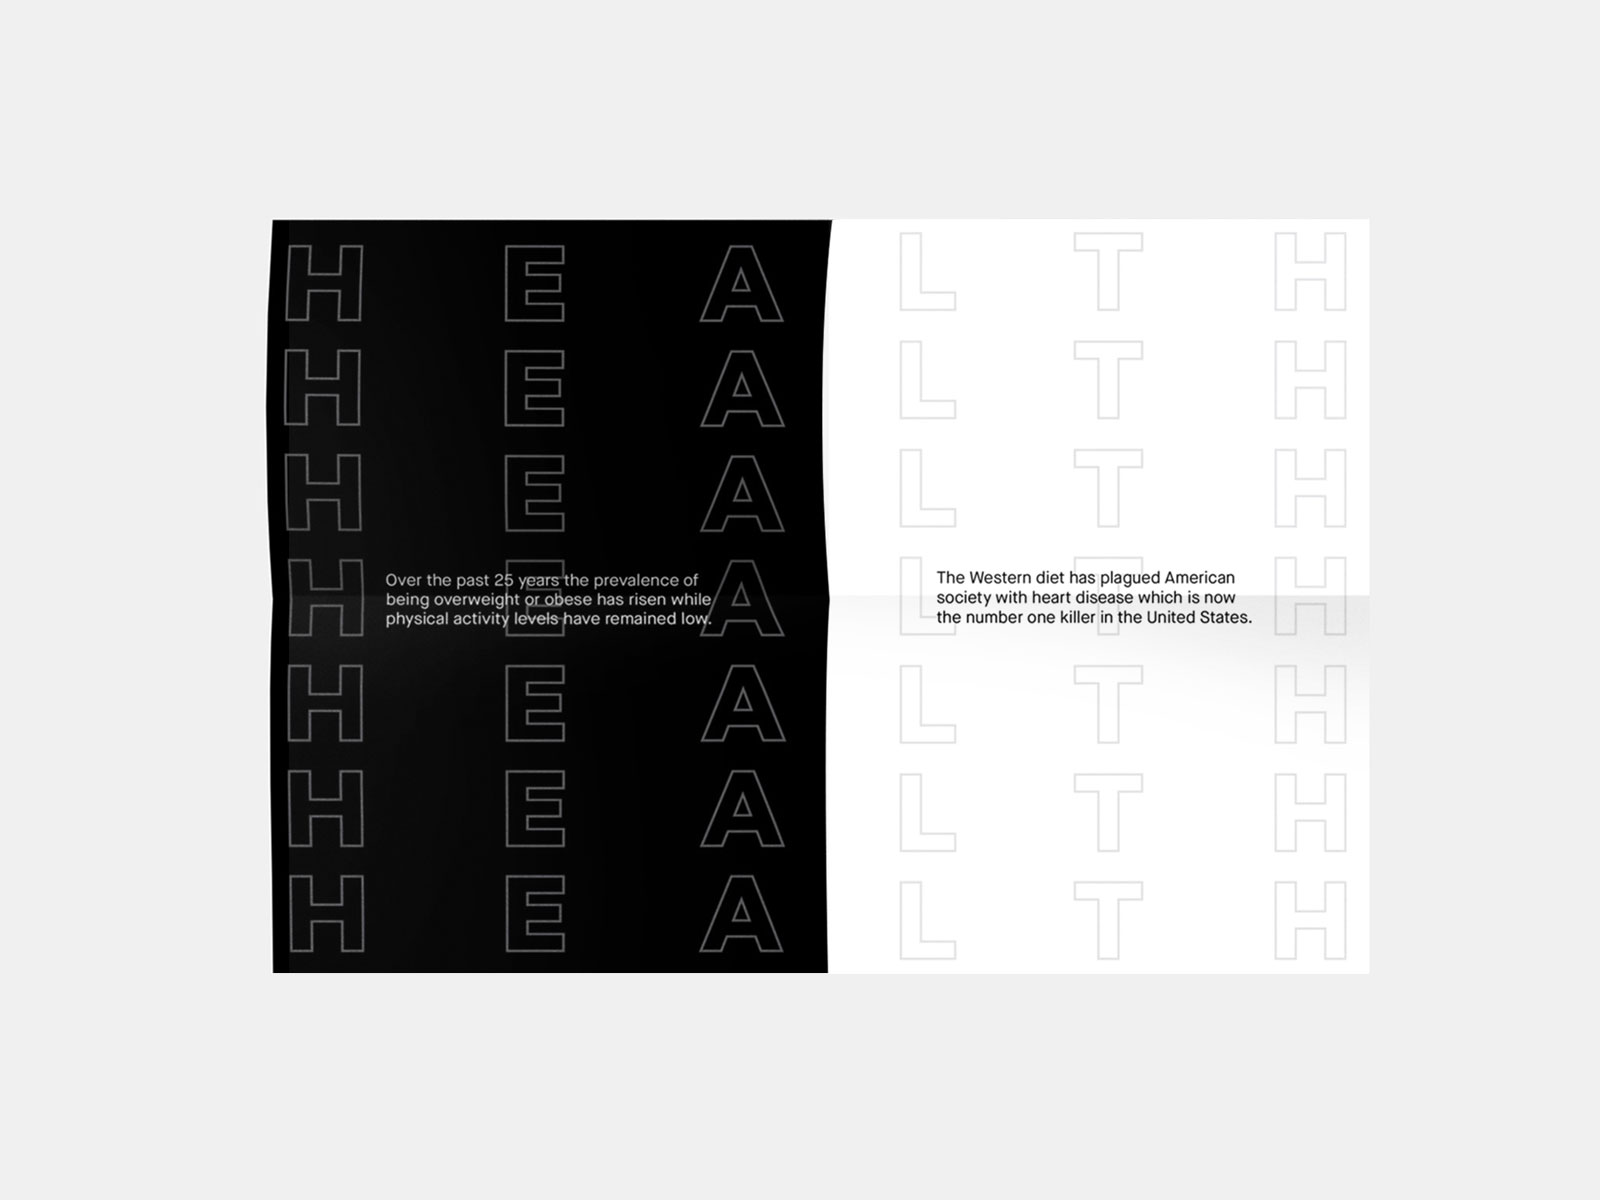 H E A L T H
H E A L T H
H E A L T H
H E A L T H
Over the past 25 years the prevalence of
being overweight or obese has risen while
physical activity levels have remained low.
The Western diet has plagued American
society with heart disease which is now
the number one killer in the United States.
H E A L T H
H E A L T H
H E A L T H